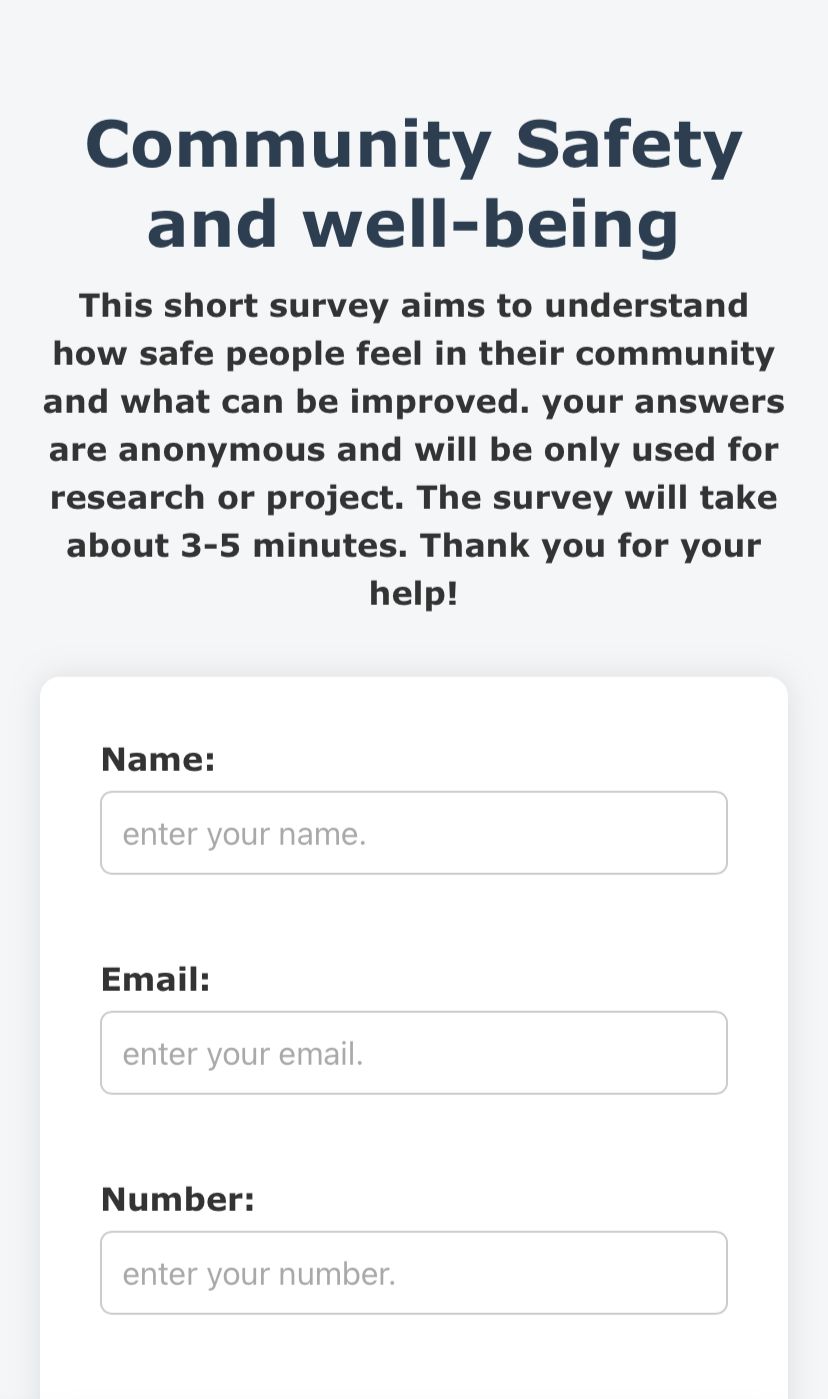 Community Safety
and well-being
This short survey aims to understand
how safe people feel in their community
and what can be improved. your answers
are anonymous and will be only used for
research or project. The survey will take
about 3-5 minutes. Thank you for your
help!
Name:
enter your name.
Email:
enter your email.
Number:
enter your number.